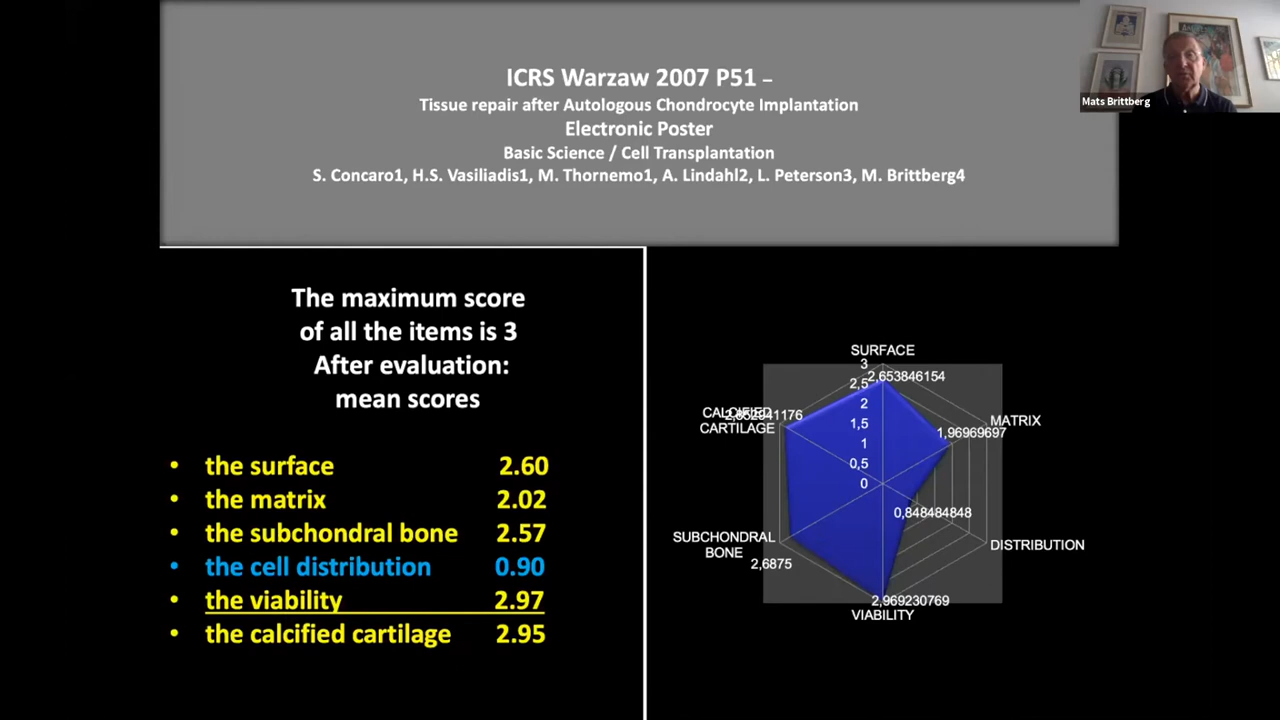 ICRS Warzaw 2007 P51 –
Tissue repair after Autologous Chondrocyte Implantation
Electronic Poster
Basic Science / Cell Transplantation
S. Concaro1, H.S. Vasiliadis1, M. Thornemo1, A. Lindahl2, L. Peterson3, M. Brittberg4
Mats Brittberg
The maximum score
of all the items is 3
After evaluation:
mean scores
• the surface 2.60
• the matrix 2.02
• the subchondral bone 2.57
• the cell distribution 0.90
• the viability 2.97
• the calcified cartilage 2.95
SURFACE
3
2,653846154
2,5
2
1,5
1
0,5
0
MATRIX
1,96969697
0,848484848
DISTRIBUTION
2,969230769
VIABILITY
SUBCHONDRAL
BONE
2,6875
CALCIFIED
CARTILAGE